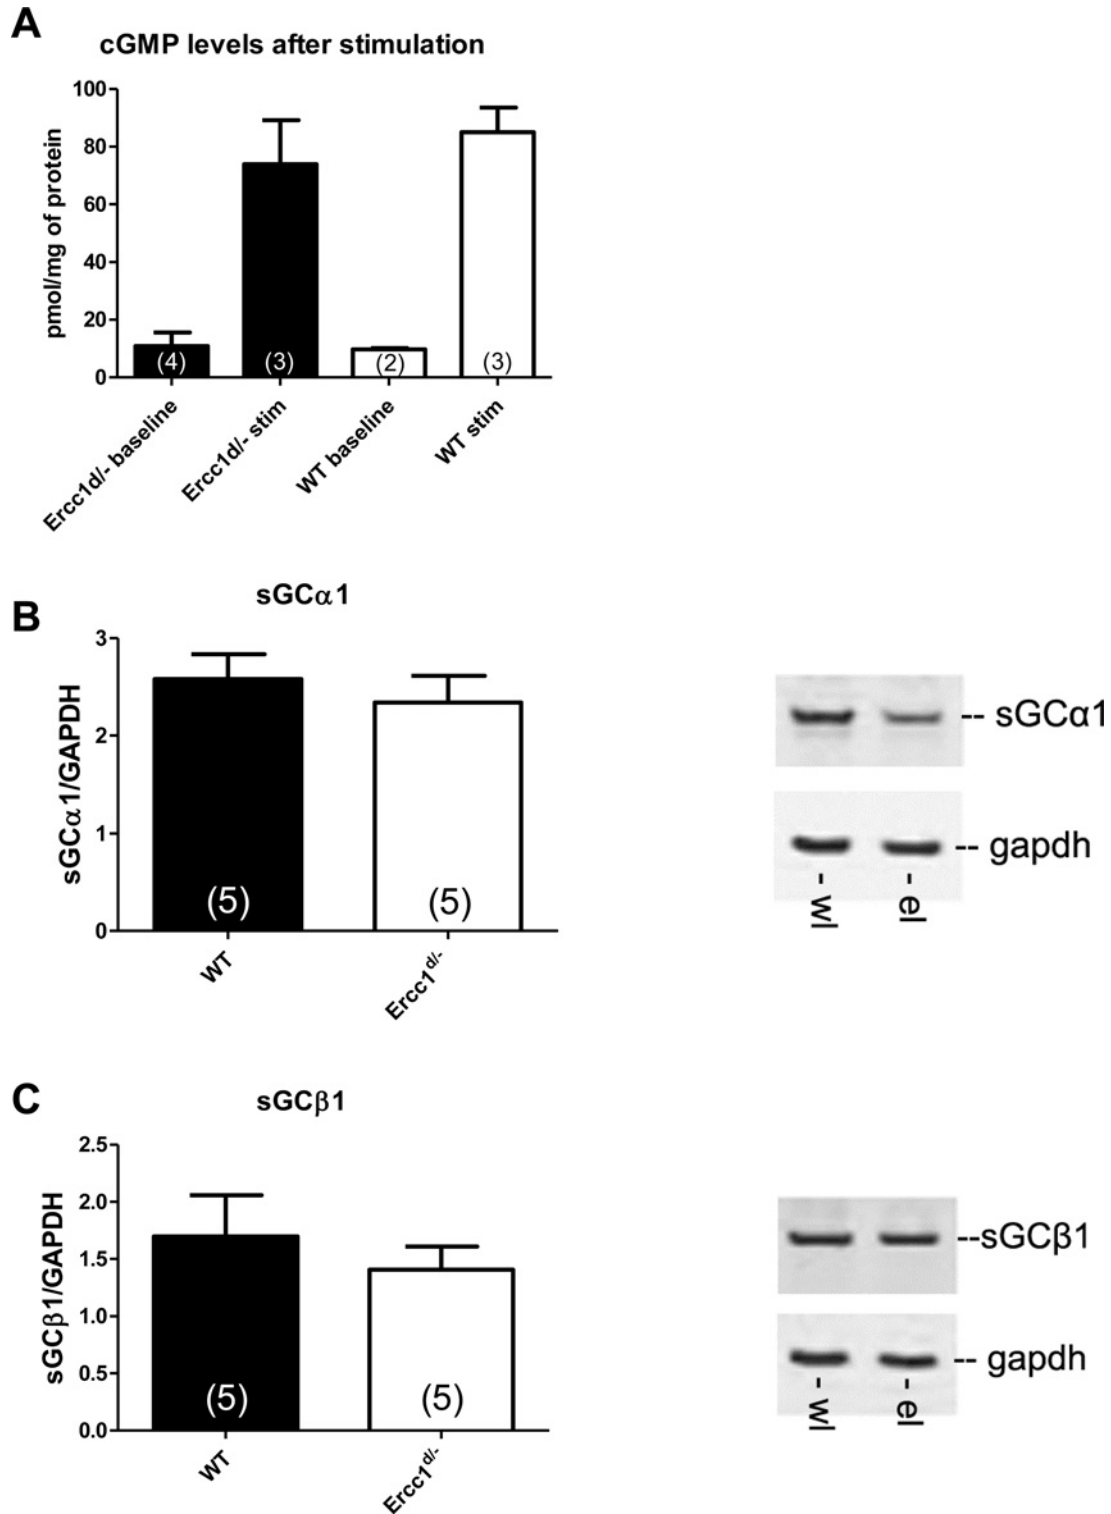 A
cGMP levels after stimulation
pmol/mg of protein
100
80
60
40
20
0
(4)
(3)
(2)
(3)
Ercc1d/- baseline
Ercc1d/- stim
WT baseline
WT stim
B
sGCα1
sGCα1/GAPDH
3
2
1
0
(5)
(5)
WT
Ercc1d/-
-- sGCα1
-- gapdh
wl
el
C
sGCβ1
sGCβ1/GAPDH
2.5
2.0
1.5
1.0
0.5
0.0
(5)
(5)
WT
Ercc1d/-
--sGCβ1
-- gapdh
wl
el